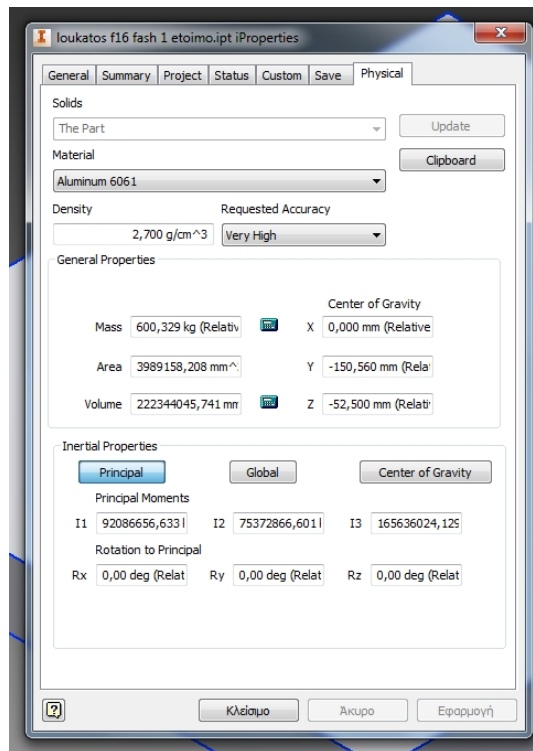 loukatos f16 fash 1 etoimo.ipt iProperties
General Summary Project Status Custom Save Physical
Solids
The Part
Update
Material
Clipboard
Aluminum 6061
Density Requested Accuracy
2,700 g/cm^3 Very High
General Properties
Center of Gravity
Mass 600,329 kg (Relativ X 0,000 mm (Relative
Area 3989158,208 mm^ Y -150,560 mm (Rela
Volume 222344045,741 mm Z -52,500 mm (Relati
Inertial Properties
Principal Global Center of Gravity
Principal Moments
I1 92086656,633 I2 75372866,601 I3 165636024,129
Rotation to Principal
Rx 0,00 deg (Relat Ry 0,00 deg (Relat Rz 0,00 deg (Relat
Κλείσιμο Άκυρο Εφαρμογή